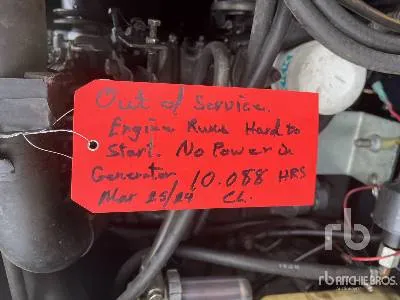 Out of Service.
Engine Runs Hard to
Start. No Power on
Generator 10.088 HRS
Mar 25/24 CL.
rb
rb RITCHIE BROS.